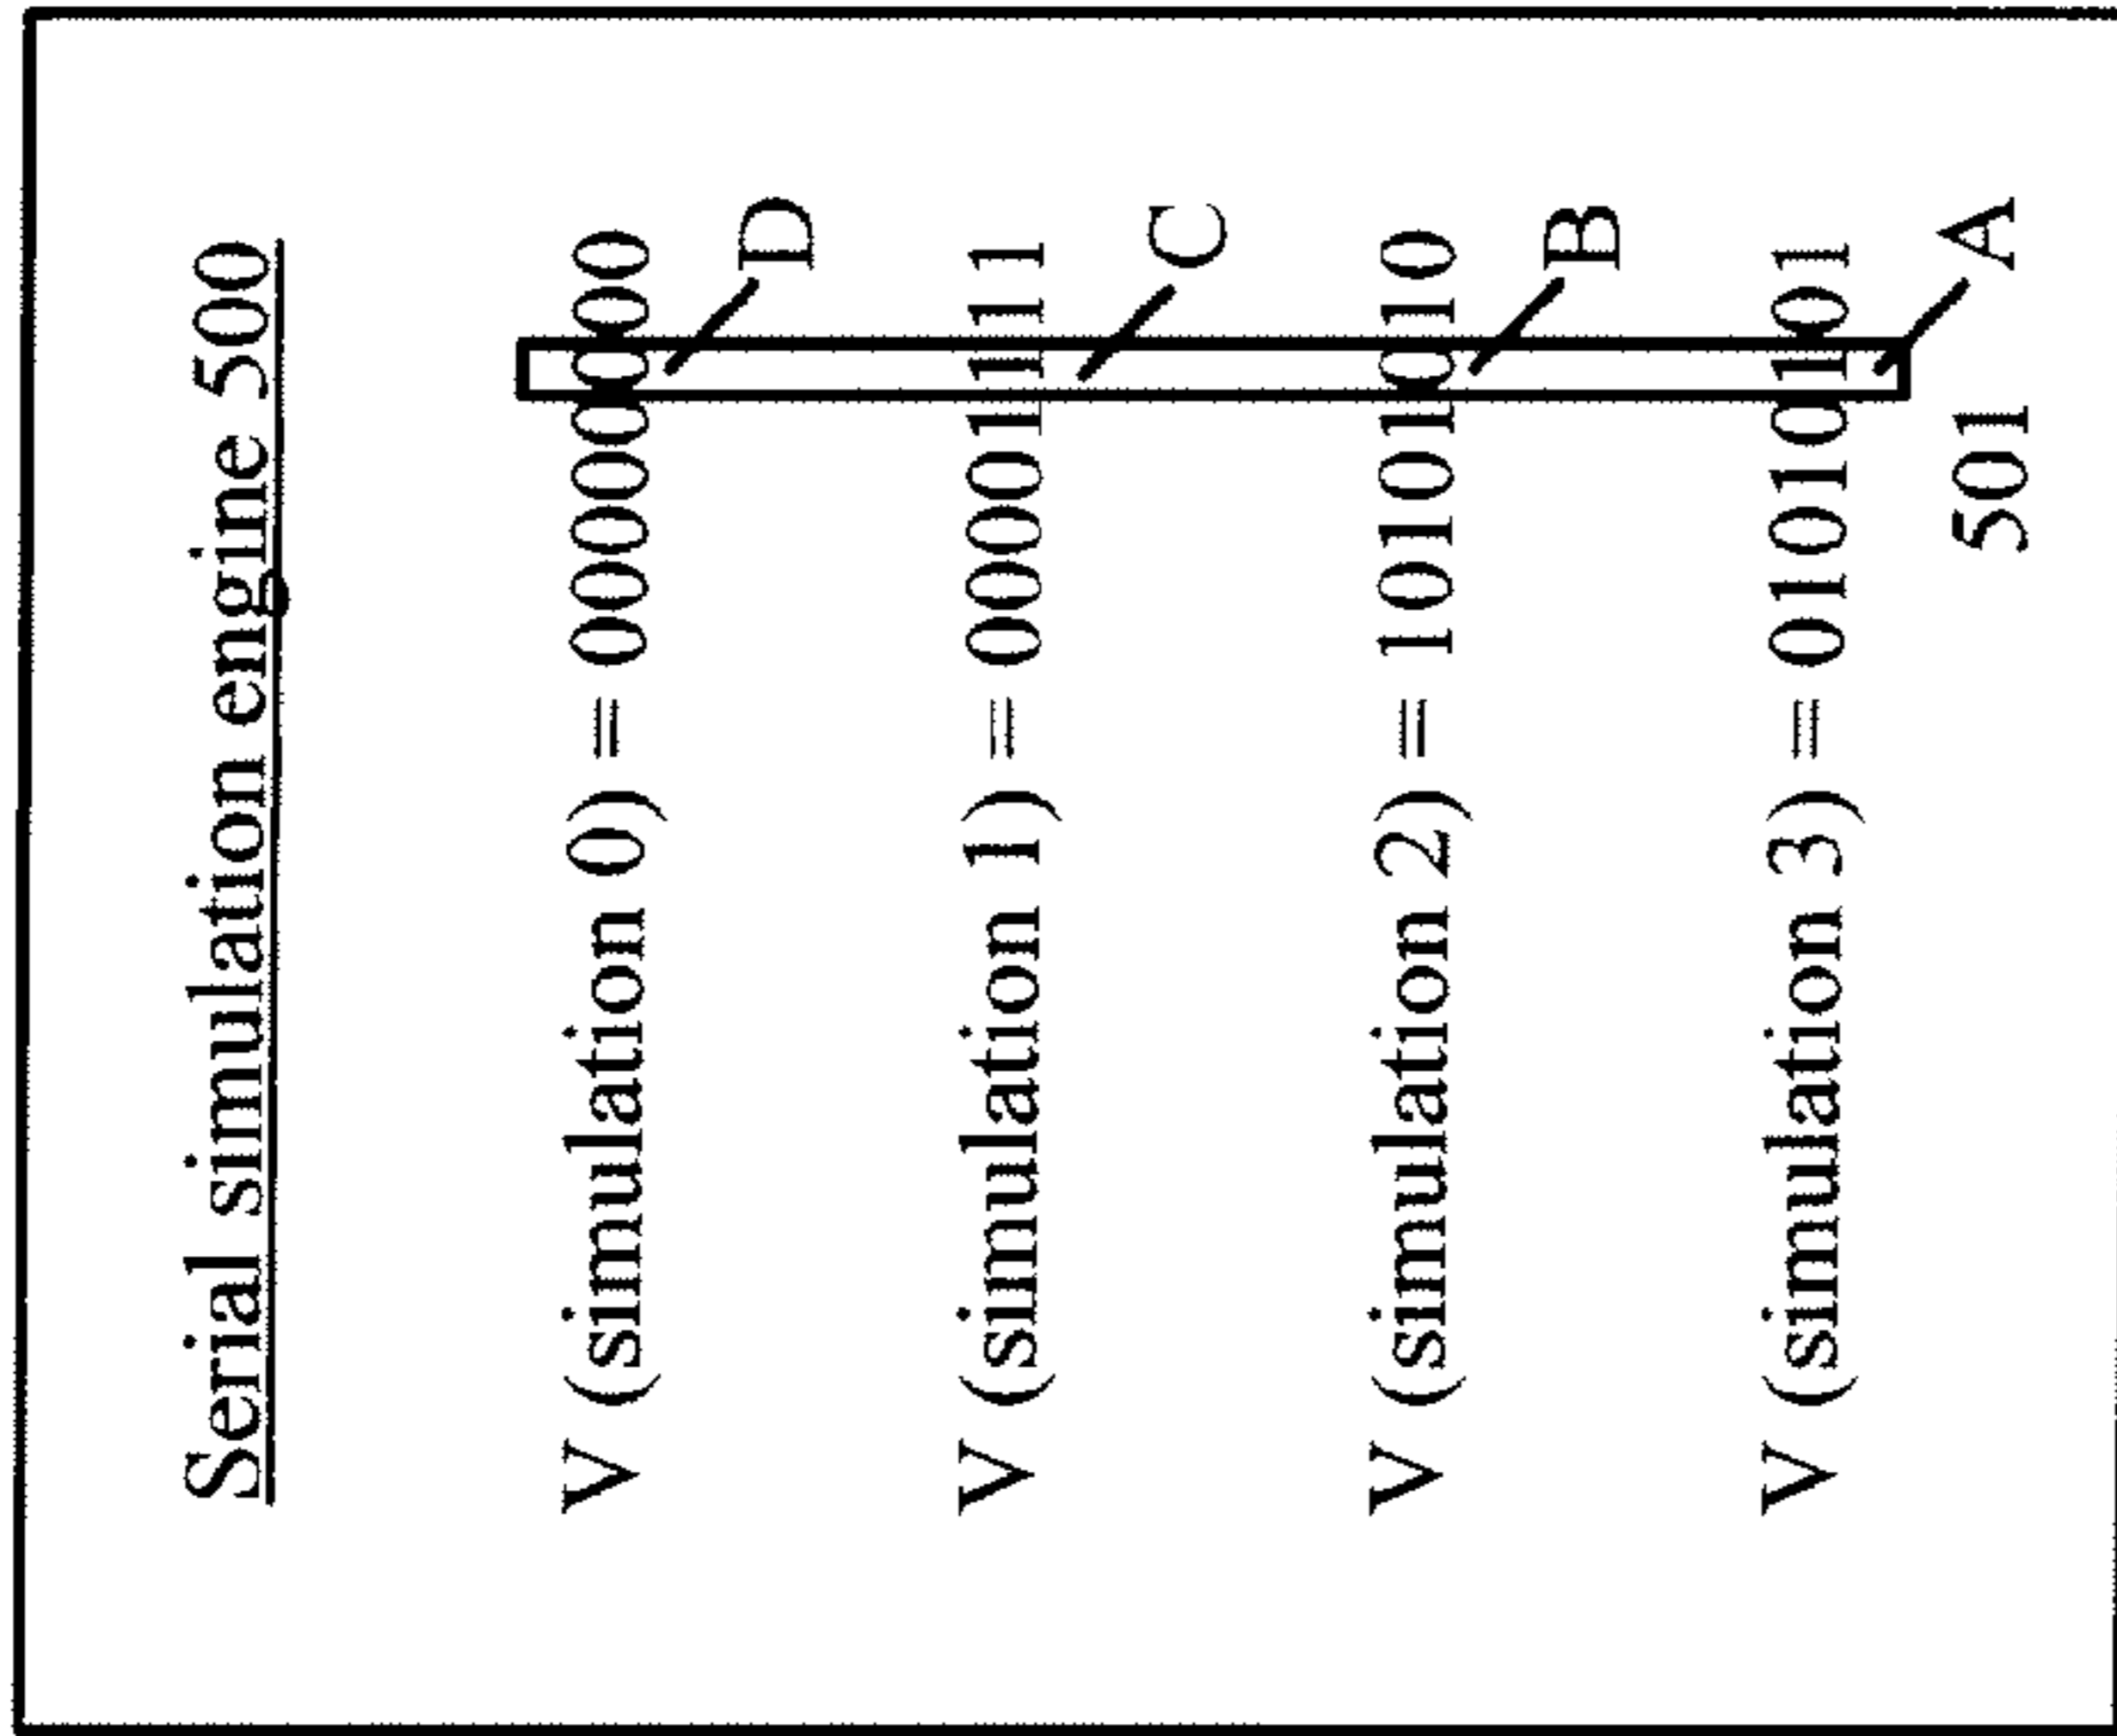 Serial simulation engine 500
V (simulation 0) = 00000000
D
V (simulation 1) = 00001111
C
V (simulation 2) = 10101010
B
V (simulation 3) = 01010101
501 A